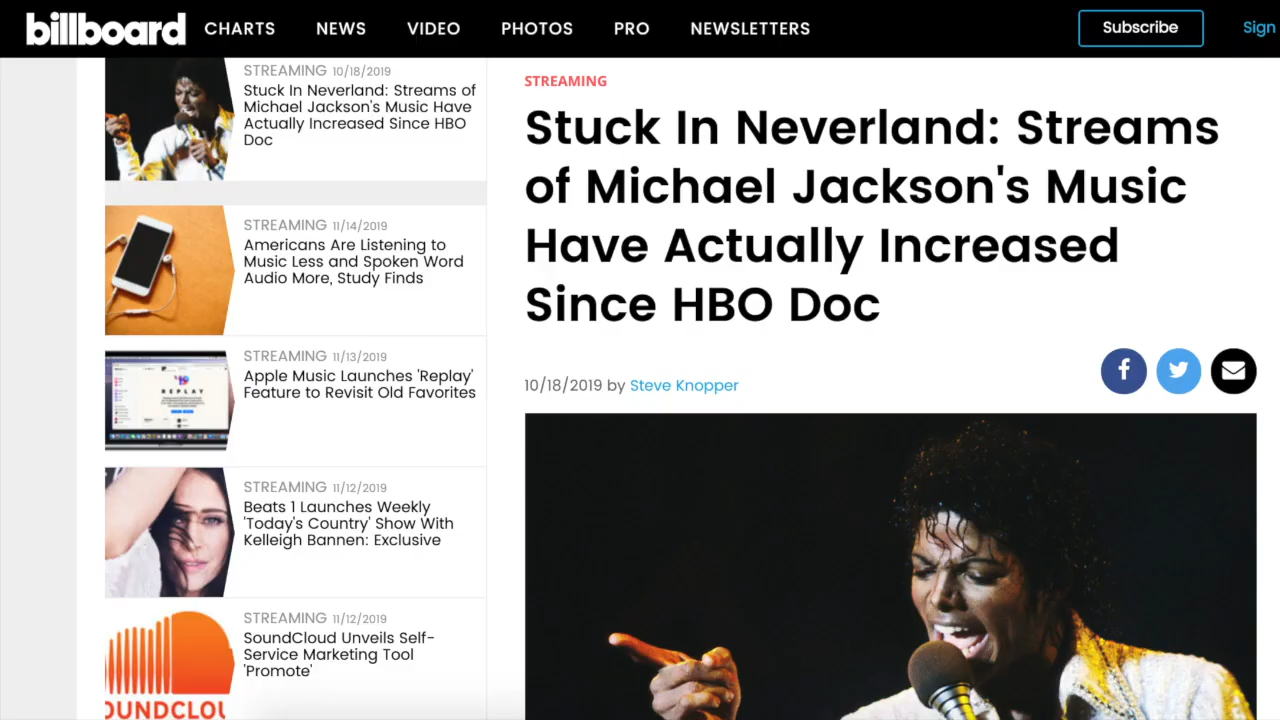 billboard CHARTS NEWS VIDEO PHOTOS PRO NEWSLETTERS Subscribe Sign
STREAMING 10/18/2019
Stuck In Neverland: Streams of
Michael Jackson's Music Have
Actually Increased Since HBO
Doc
STREAMING 11/14/2019
Americans Are Listening to
Music Less and Spoken Word
Audio More, Study Finds
STREAMING 11/13/2019
Apple Music Launches 'Replay'
Feature to Revisit Old Favorites
REPLAY
STREAMING 11/12/2019
Beats 1 Launches Weekly
'Today's Country' Show With
Kelleigh Bannen: Exclusive
STREAMING 11/12/2019
SoundCloud Unveils Self-
Service Marketing Tool
'Promote'
OUNDCLOU
STREAMING
Stuck In Neverland: Streams
of Michael Jackson's Music
Have Actually Increased
Since HBO Doc
10/18/2019 by Steve Knopper